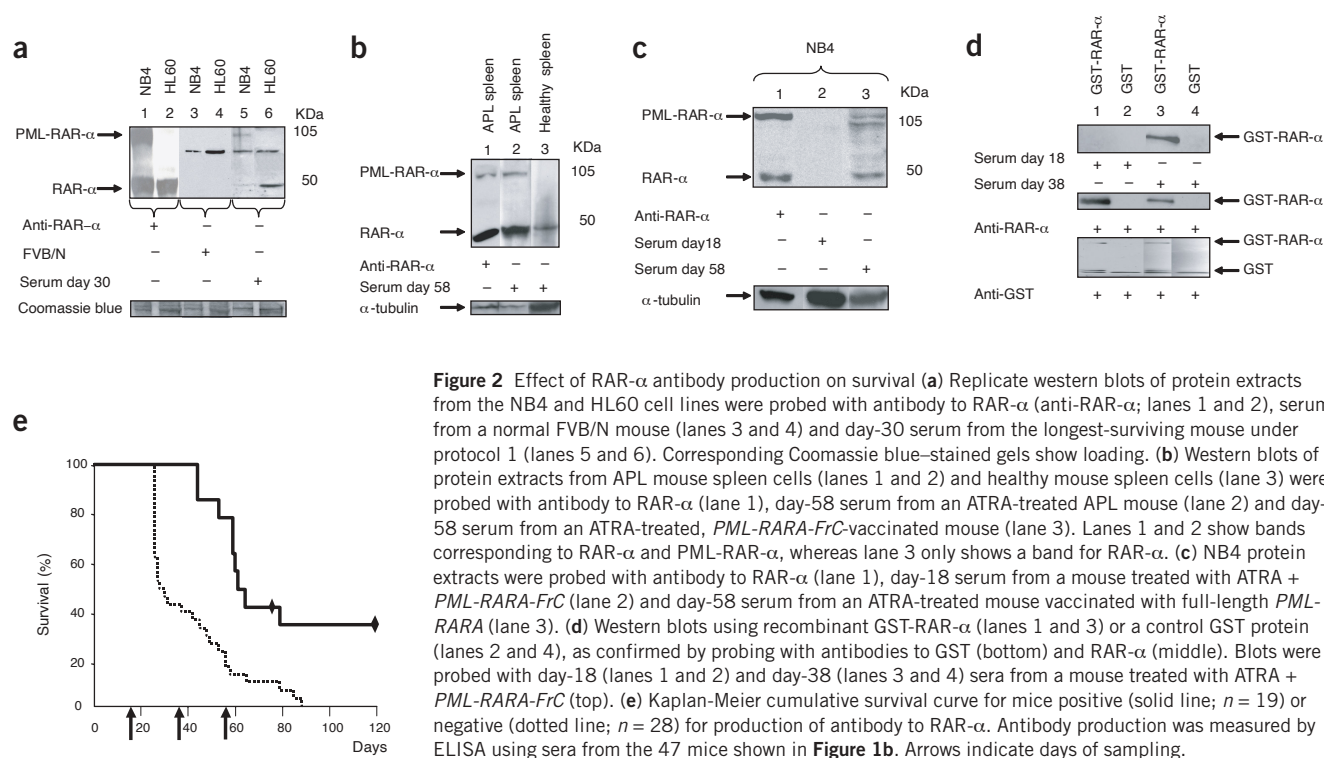 a
NB4
HL60
NB4
HL60
NB4
HL60
1 2 3 4 5 6
KDa
PML-RAR-α
105
RAR-α
50
Anti-RAR-α + – –
FVB/N – + –
Serum day 30 – – +
Coomassie blue
b
APL spleen
APL spleen
Healthy spleen
1 2 3
KDa
PML-RAR-α
105
50
RAR-α
Anti-RAR-α + – –
Serum day 58 – + +
α-tubulin
c
NB4
1 2 3
KDa
PML-RAR-α
105
RAR-α
50
Anti-RAR-α + – –
Serum day18 – + –
Serum day 58 – – +
α-tubulin
d
GST-RAR-α
GST
GST-RAR-α
GST
1 2 3 4
GST-RAR-α
Serum day 18 + + – –
Serum day 38 – – + +
GST-RAR-α
Anti-RAR-α + + + +
GST-RAR-α
GST
Anti-GST + + + +
e
Survival (%)
100
80
60
40
20
0
0 20 40 60 80 100 120
Days
Figure 2 Effect of RAR-α antibody production on survival (a) Replicate western blots of protein extracts
from the NB4 and HL60 cell lines were probed with antibody to RAR-α (anti-RAR-α; lanes 1 and 2), serum
from a normal FVB/N mouse (lanes 3 and 4) and day-30 serum from the longest-surviving mouse under
protocol 1 (lanes 5 and 6). Corresponding Coomassie blue–stained gels show loading. (b) Western blots of
protein extracts from APL mouse spleen cells (lanes 1 and 2) and healthy mouse spleen cells (lane 3) were
probed with antibody to RAR-α (lane 1), day-58 serum from an ATRA-treated APL mouse (lane 2) and day-
58 serum from an ATRA-treated, PML-RARA-FrC-vaccinated mouse (lane 3). Lanes 1 and 2 show bands
corresponding to RAR-α and PML-RAR-α, whereas lane 3 only shows a band for RAR-α. (c) NB4 protein
extracts were probed with antibody to RAR-α (lane 1), day-18 serum from a mouse treated with ATRA +
PML-RARA-FrC (lane 2) and day-58 serum from an ATRA-treated mouse vaccinated with full-length PML-
RARA (lane 3). (d) Western blots using recombinant GST-RAR-α (lanes 1 and 3) or a control GST protein
(lanes 2 and 4), as confirmed by probing with antibodies to GST (bottom) and RAR-α (middle). Blots were
probed with day-18 (lanes 1 and 2) and day-38 (lanes 3 and 4) sera from a mouse treated with ATRA +
PML-RARA-FrC (top). (e) Kaplan-Meier cumulative survival curve for mice positive (solid line; n = 19) or
negative (dotted line; n = 28) for production of antibody to RAR-α. Antibody production was measured by
ELISA using sera from the 47 mice shown in Figure 1b. Arrows indicate days of sampling.